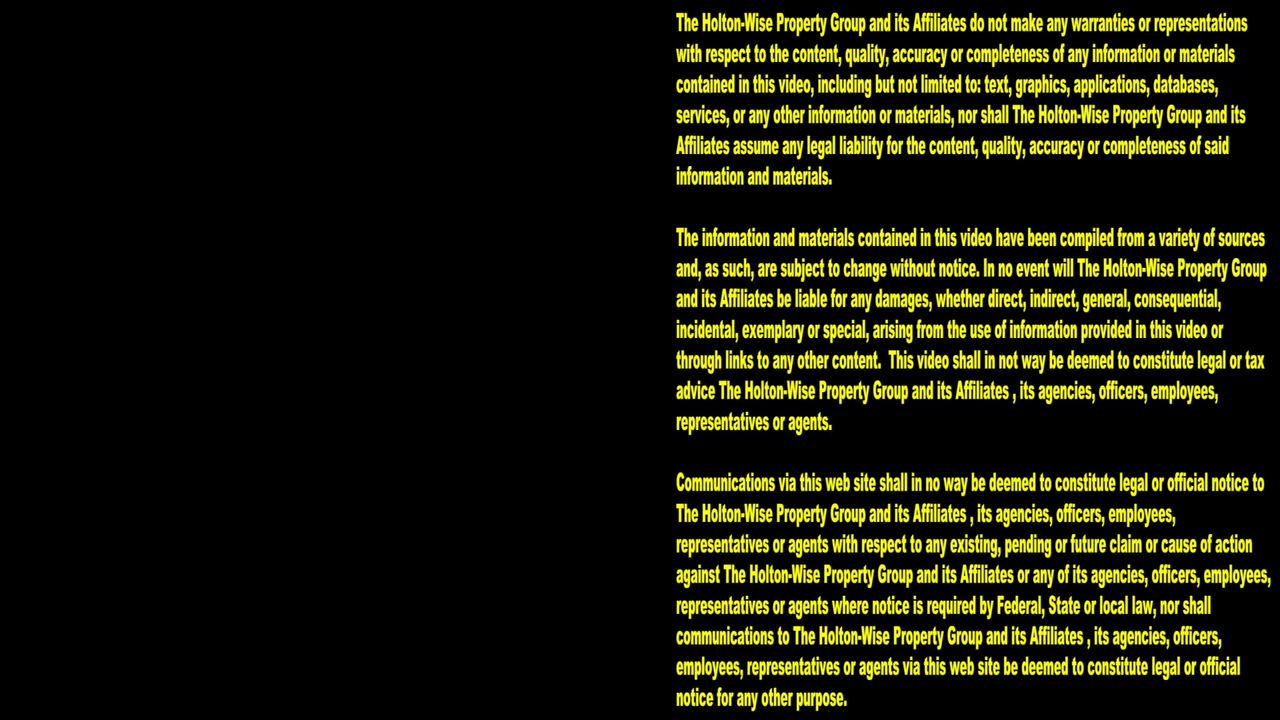 The Holton-Wise Property Group and its Affiliates do not make any warranties or representations
with respect to the content, quality, accuracy or completeness of any information or materials
contained in this video, including but not limited to: text, graphics, applications, databases,
services, or any other information or materials, nor shall The Holton-Wise Property Group and its
Affiliates assume any legal liability for the content, quality, accuracy or completeness of said
information and materials.
The information and materials contained in this video have been compiled from a variety of sources
and, as such, are subject to change without notice. In no event will The Holton-Wise Property Group
and its Affiliates be liable for any damages, whether direct, indirect, general, consequential,
incidental, exemplary or special, arising from the use of information provided in this video or
through links to any other content.  This video shall in not way be deemed to constitute legal or tax
advice The Holton-Wise Property Group and its Affiliates , its agencies, officers, employees,
representatives or agents.
Communications via this web site shall in no way be deemed to constitute legal or official notice to
The Holton-Wise Property Group and its Affiliates , its agencies, officers, employees,
representatives or agents with respect to any existing, pending or future claim or cause of action
against The Holton-Wise Property Group and its Affiliates or any of its agencies, officers, employees,
representatives or agents where notice is required by Federal, State or local law, nor shall
communications to The Holton-Wise Property Group and its Affiliates , its agencies, officers,
employees, representatives or agents via this web site be deemed to constitute legal or official
notice for any other purpose.